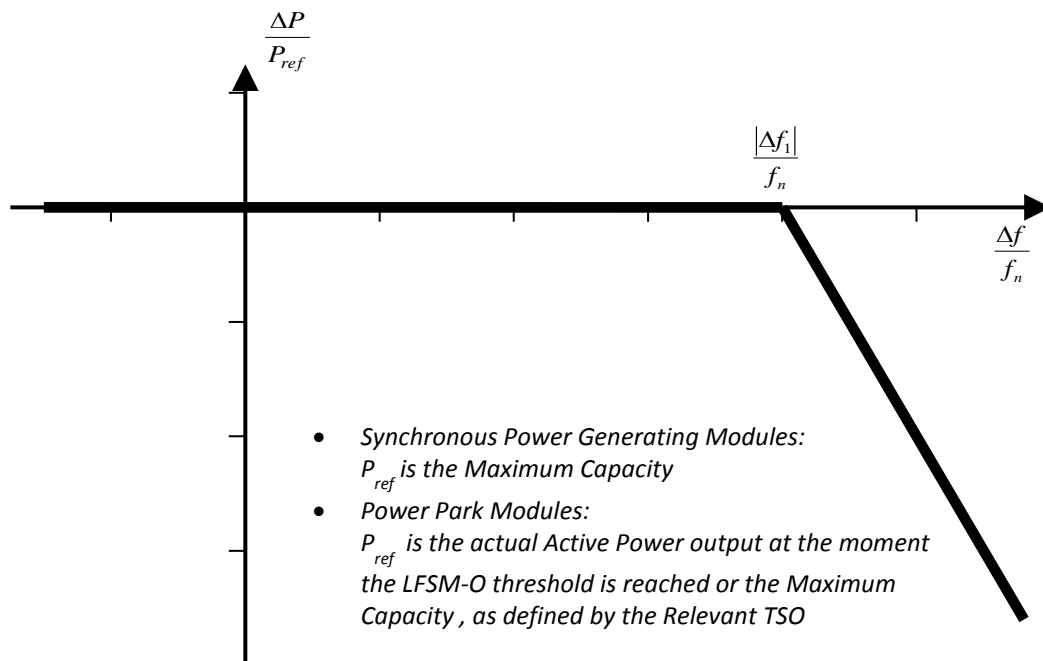 ΔP
P_ref
|Δf₁|
fₙ
Δf
fₙ
• Synchronous Power Generating Modules:
P_ref is the Maximum Capacity
• Power Park Modules:
P_ref is the actual Active Power output at the moment
the LFSM-O threshold is reached or the Maximum
Capacity , as defined by the Relevant TSO